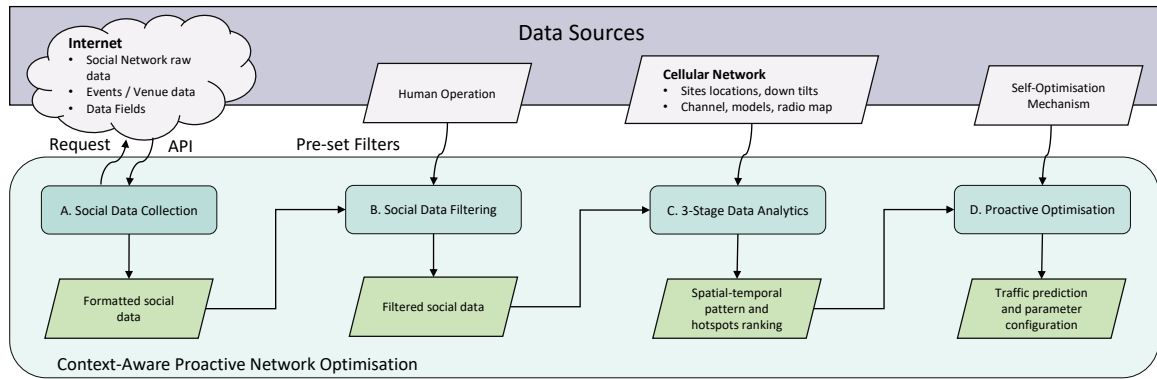 Data Sources
Internet
• Social Network raw
data
• Events / Venue data
• Data Fields
Human Operation
Cellular Network
• Sites locations, down tilts
• Channel, models, radio map
Self-Optimisation
Mechanism
Request
API
Pre-set Filters
A. Social Data Collection
B. Social Data Filtering
C. 3-Stage Data Analytics
D. Proactive Optimisation
Formatted social
data
Filtered social data
Spatial-temporal
pattern and
hotspots ranking
Traffic prediction
and parameter
configuration
Context-Aware Proactive Network Optimisation